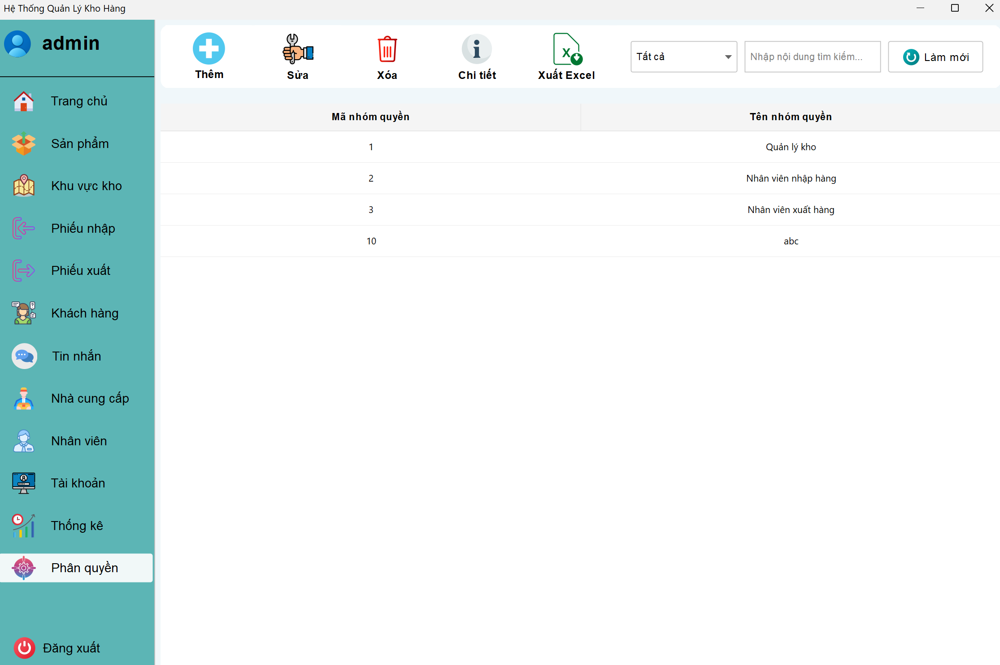 Hệ Thống Quản Lý Kho Hàng
admin
Trang chủ
Sản phẩm
Khu vực kho
Phiếu nhập
Phiếu xuất
Khách hàng
Tin nhắn
Nhà cung cấp
Nhân viên
Tài khoản
Thống kê
Phân quyền
Đăng xuất
Thêm
Sửa
Xóa
Chi tiết
Xuất Excel
Tất cả
Nhập nội dung tìm kiếm...
Làm mới
Mã nhóm quyền Tên nhóm quyền
1 Quản lý kho
2 Nhân viên nhập hàng
3 Nhân viên xuất hàng
10 abc